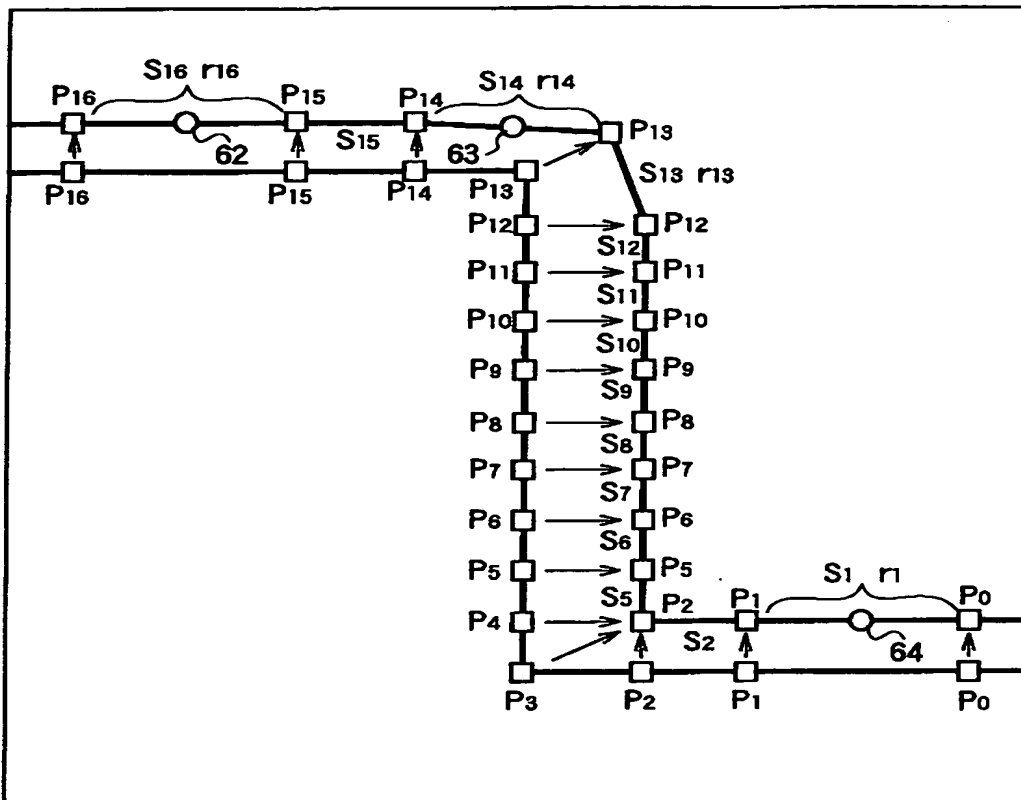 S16 r16 S14 r14
P16 P15 P14 P13
62 S15 63
P16 P15 P14 P13 S13 r13
P12 P12
S12
P11 P11
S11
P10 P10
S10
P9 P9
S9
P8 P8
S8
P7 P7
S7
P6 P6
S6
P5 P5 S1 r1
S5 P2 P1 P0
P4 S2 64
P3 P2 P1 P0